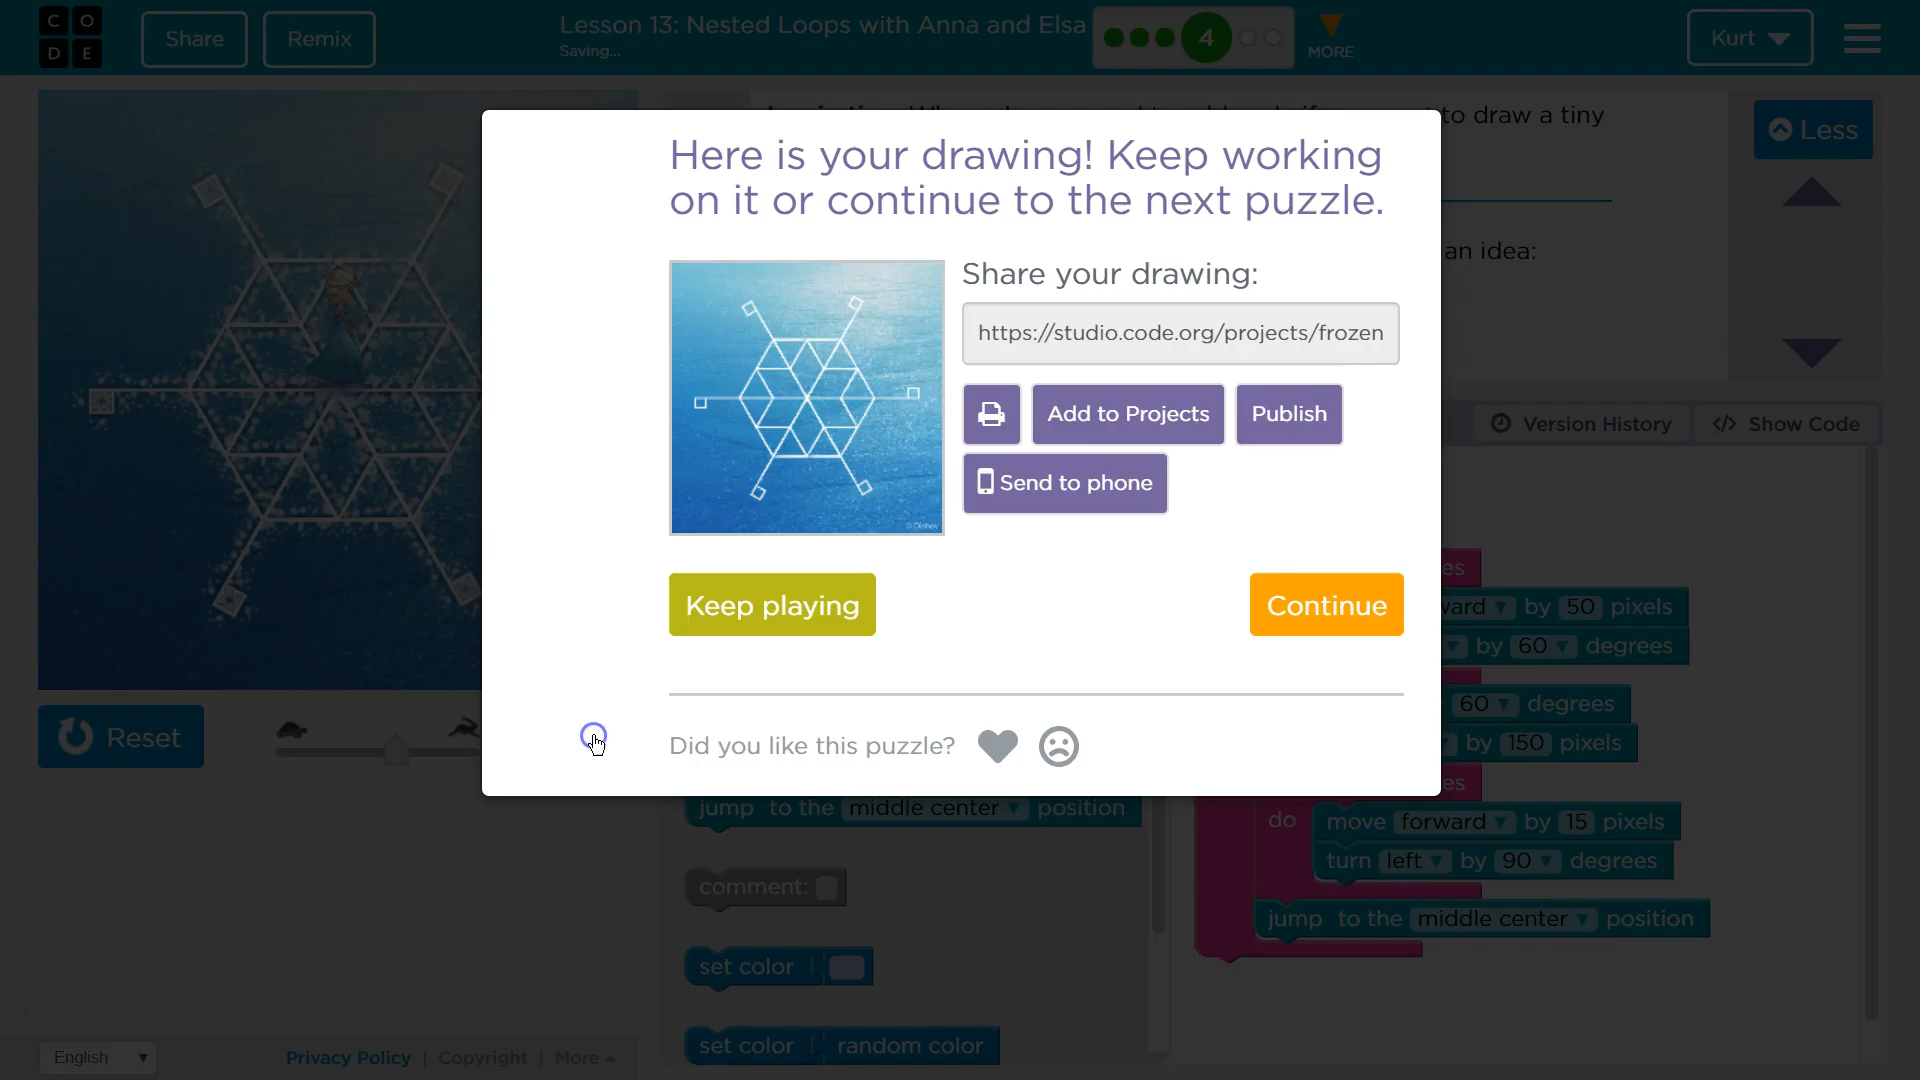 C O
D E
Share
Remix
Lesson 13: Nested Loops with Anna and Elsa
Saving...
4
MORE
Kurt
to draw a tiny
Less
an idea:
Here is your drawing! Keep working
on it or continue to the next puzzle.
Share your drawing:
https://studio.code.org/projects/frozen
Add to Projects
Publish
Send to phone
© Disney
Keep playing
Continue
Did you like this puzzle?
Reset
Version History
Show Code
es
ward by 50 pixels
by 60 degrees
60 degrees
by 150 pixels
es
do move forward by 15 pixels
turn left by 90 degrees
jump to the middle center position
jump to the middle center position
comment:
set color
set color random color
English
Privacy Policy | Copyright | More